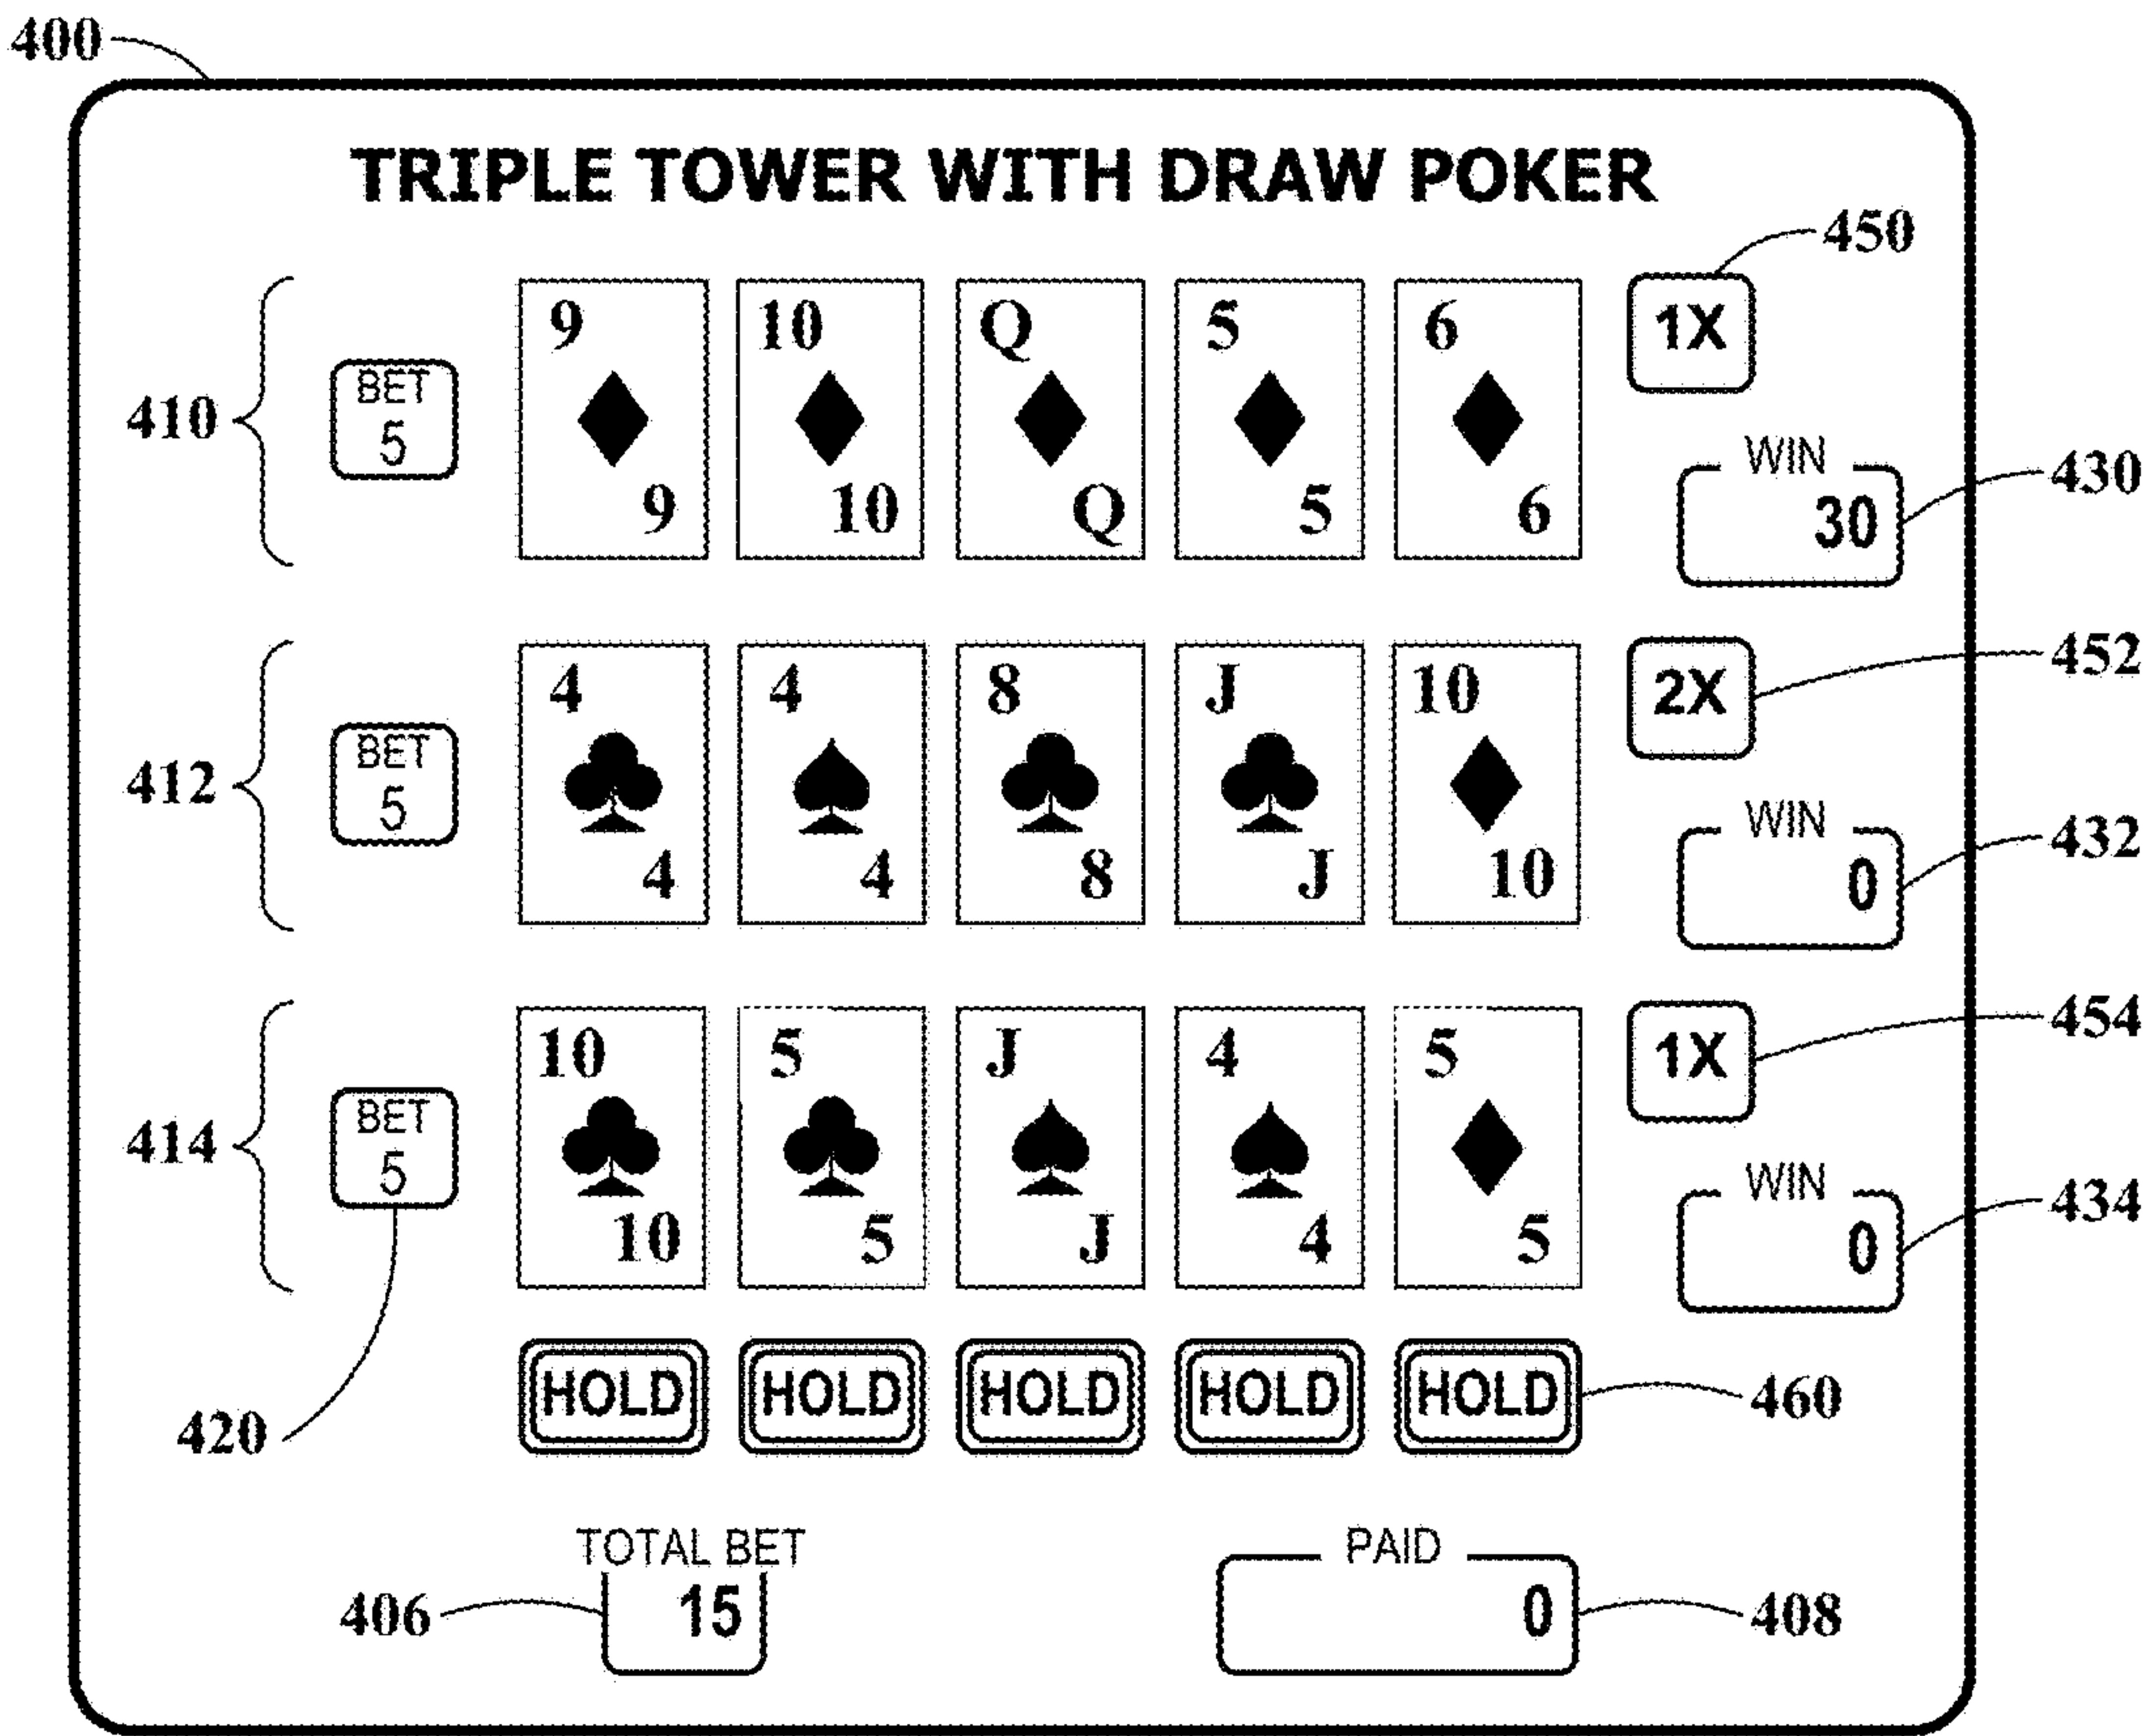 400
TRIPLE TOWER WITH DRAW POKER
450
9 10 Q 5 6 1X
410 BET 5
9 10 Q 5 6
WIN 30 430
4 4 8 J 10 2X 452
412 BET 5
4 4 8 J 10
WIN 0 432
10 5 J 4 5 1X 454
414 BET 5
10 5 J 4 5
WIN 0 434
420
HOLD HOLD HOLD HOLD HOLD 460
TOTAL BET PAID
406 15 0 408